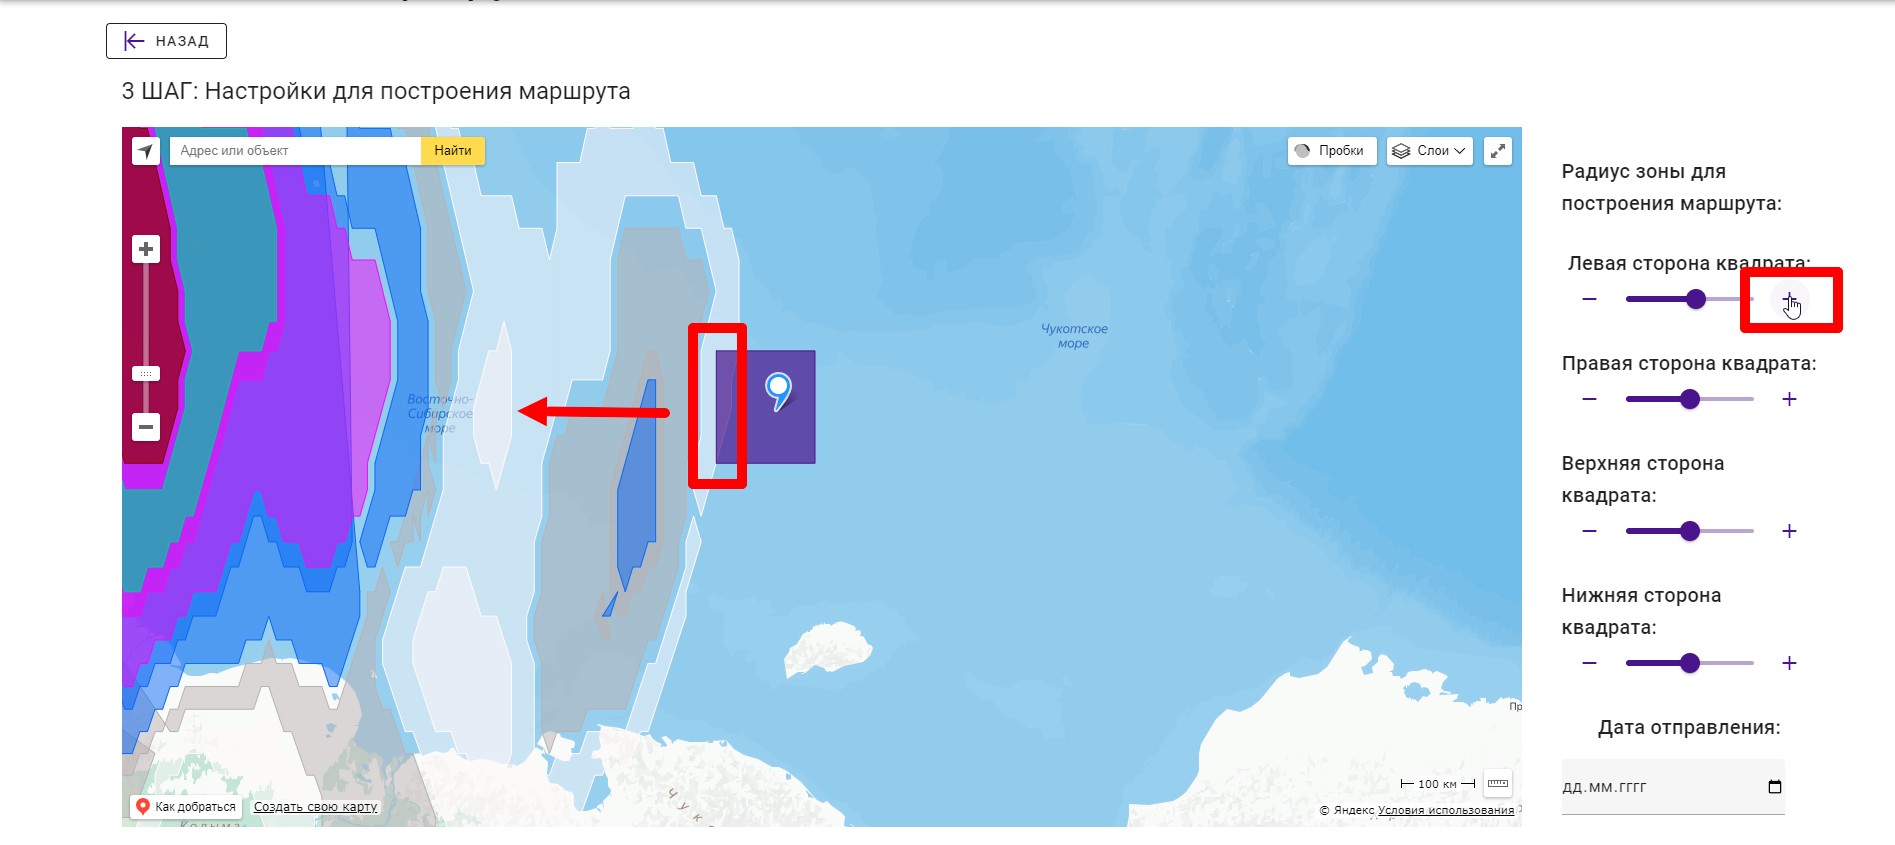 НАЗАД
3 ШАГ: Настройки для построения маршрута
Адрес или объект
Найти
Пробки
Слои
Чукотское
море
Восточно-
Сибирское
море
100 км
Как добраться
Создать свою карту
© Яндекс Условия использования
Радиус зоны для
построения маршрута:
Левая сторона квадрата:
Правая сторона квадрата:
Верхняя сторона
квадрата:
Нижняя сторона
квадрата:
Дата отправления:
ДД.ММ.ГГГГ